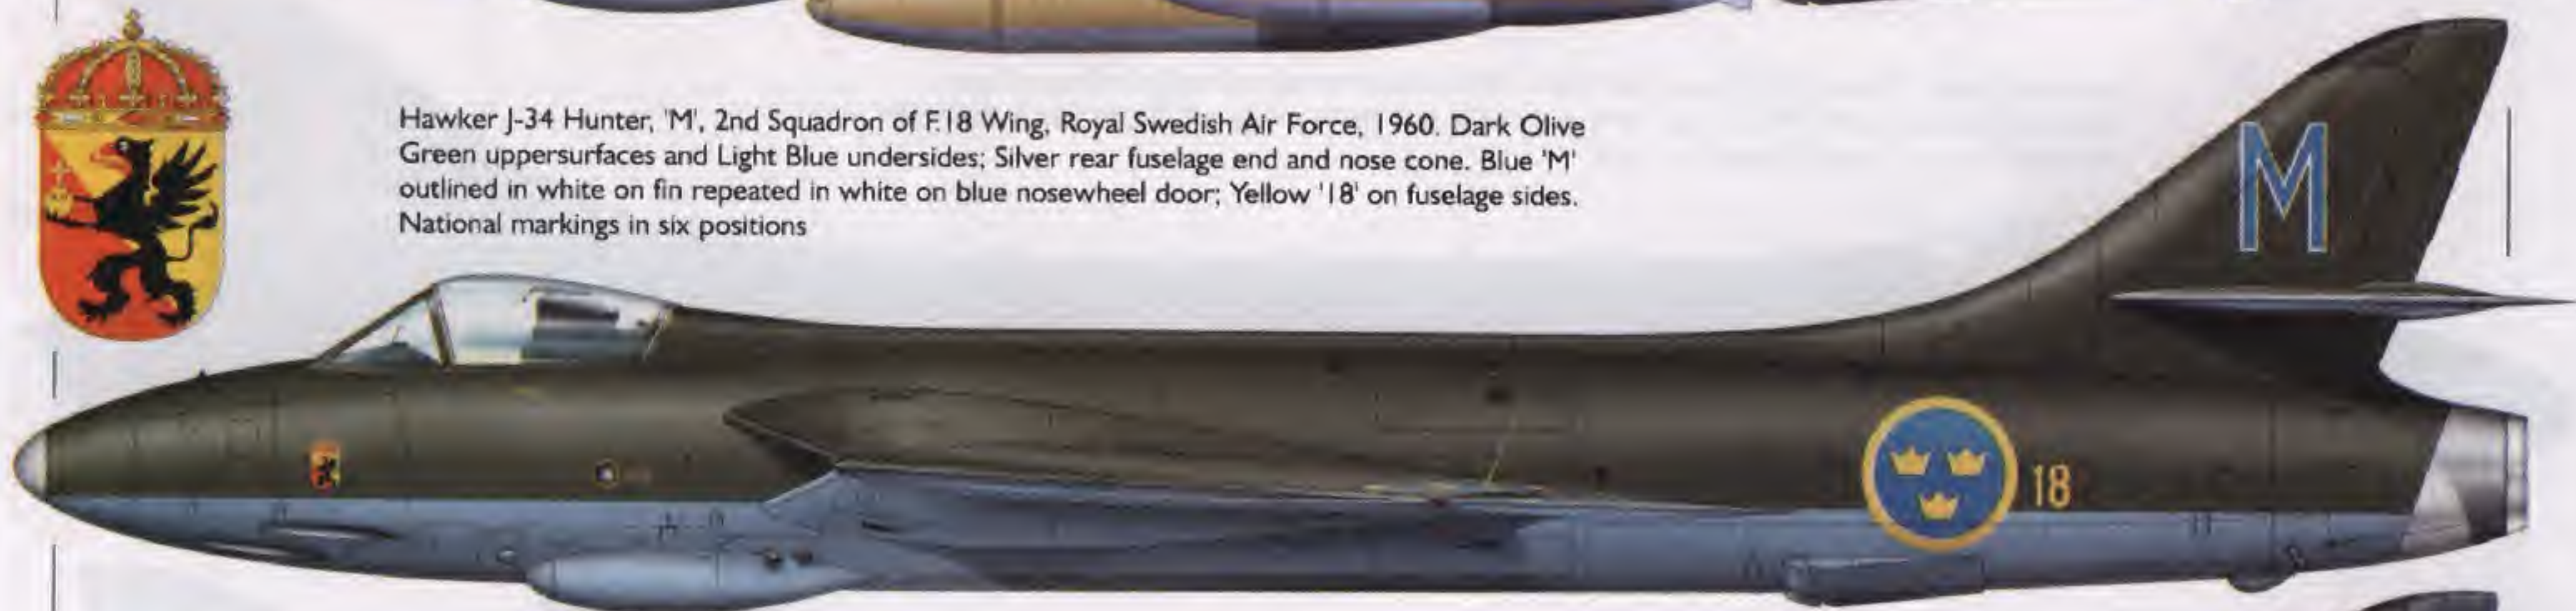 Hawker J-34 Hunter, 'M', 2nd Squadron of F.18 Wing, Royal Swedish Air Force, 1960. Dark Olive
Green uppersurfaces and Light Blue undersides; Silver rear fuselage end and nose cone. Blue 'M'
outlined in white on fin repeated in white on blue nosewheel door; Yellow '18' on fuselage sides.
National markings in six positions
M
18